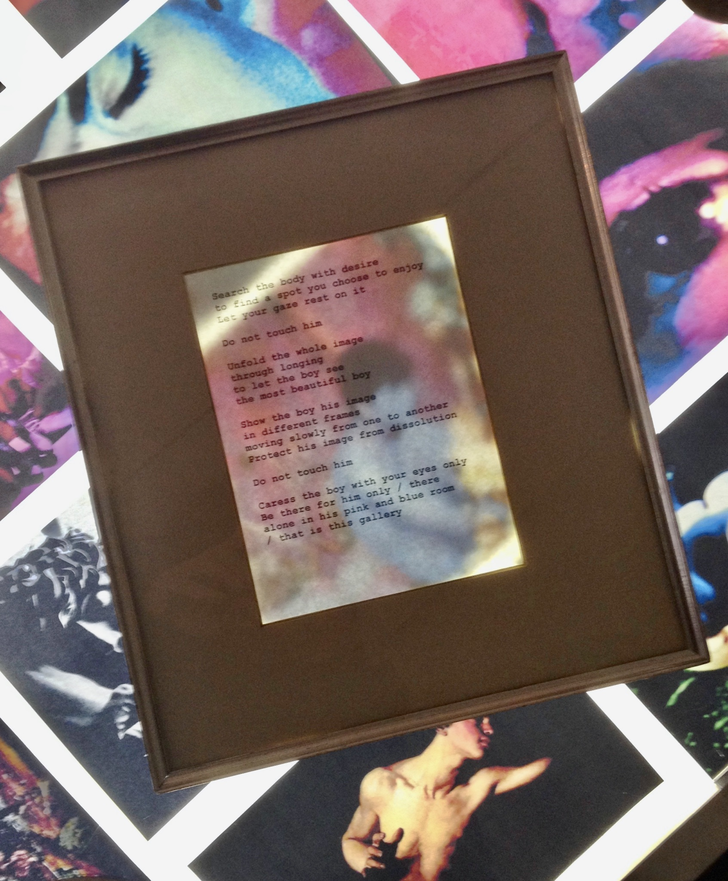 Search the body with desire
to find a spot you choose to enjoy
Let your gaze rest on it
Do not touch him
Unfold the whole image
through longing
to let the boy see
the most beautiful boy
Show the boy his image
in different frames
moving slowly from one to another
Protect his image from dissolution
Do not touch him
Caress the boy with your eyes only
Be there for him only / there
alone in his pink and blue room
/ that is this gallery